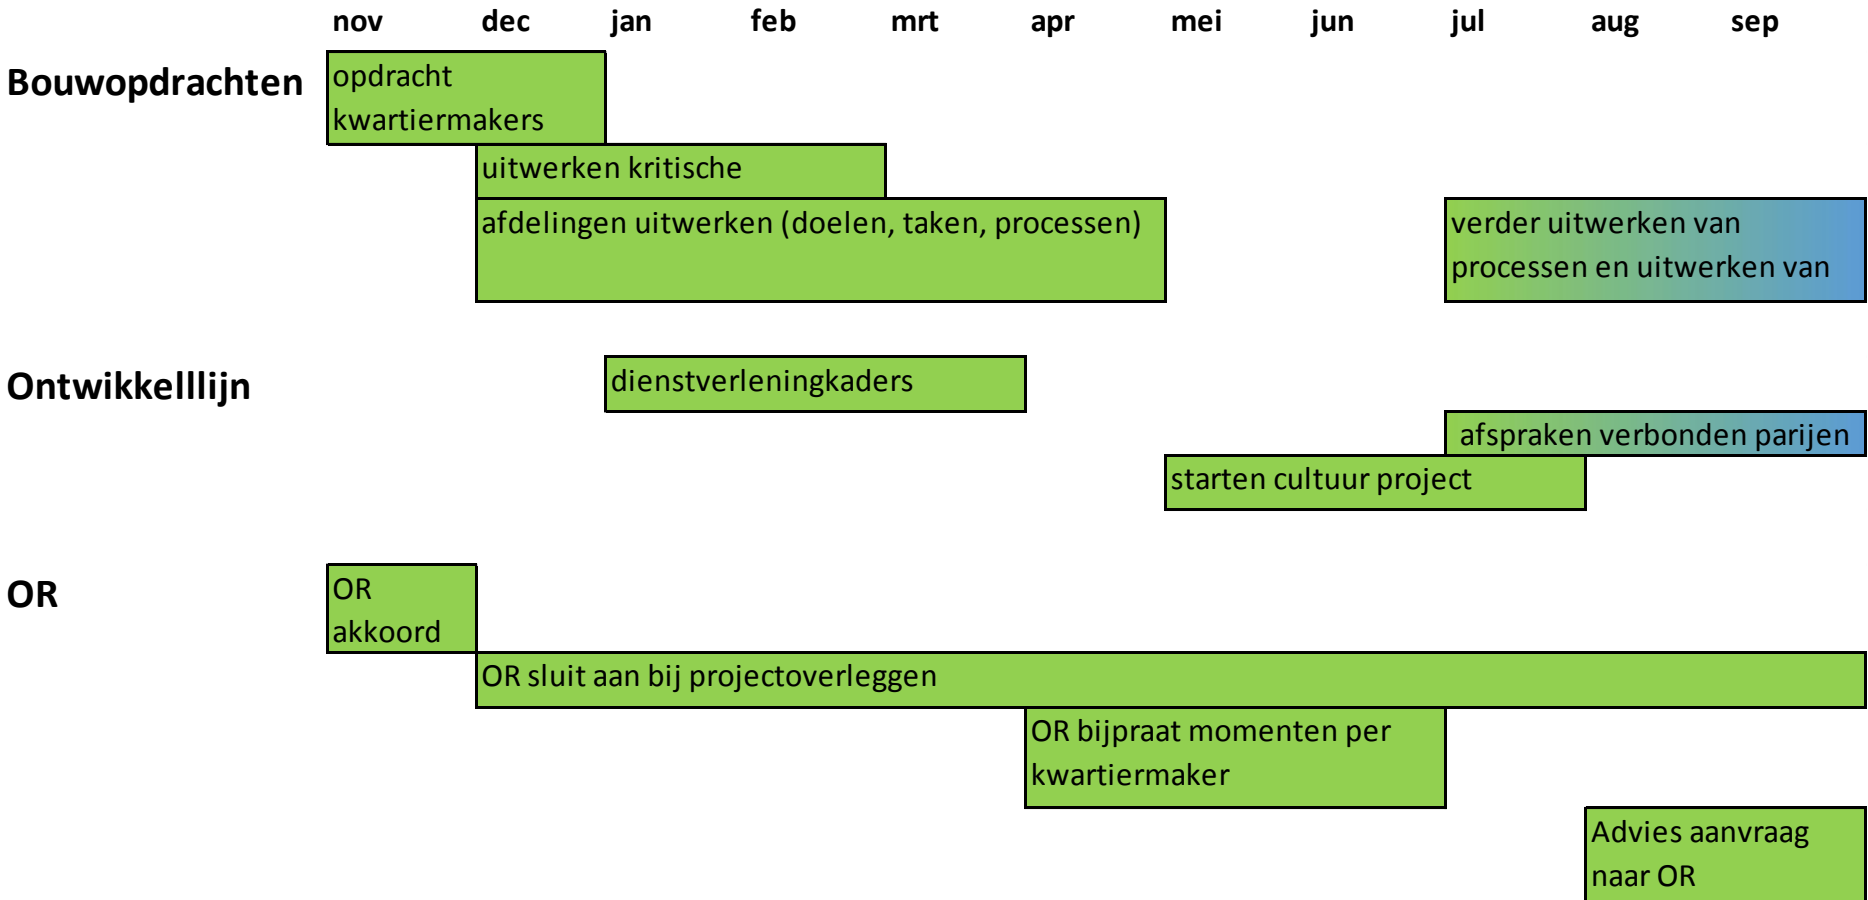 nov dec jan feb mrt apr mei jun jul aug sep
Bouwopdrachten
opdracht
kwartiermakers
uitwerken kritische
afdelingen uitwerken (doelen, taken, processen)
verder uitwerken van
processen en uitwerken van
Ontwikkelllijn
dienstverleningkaders
afspraken verbonden parijen
starten cultuur project
OR
OR
akkoord
OR sluit aan bij projectoverleggen
OR bijpraat momenten per
kwartiermaker
Advies aanvraag
naar OR